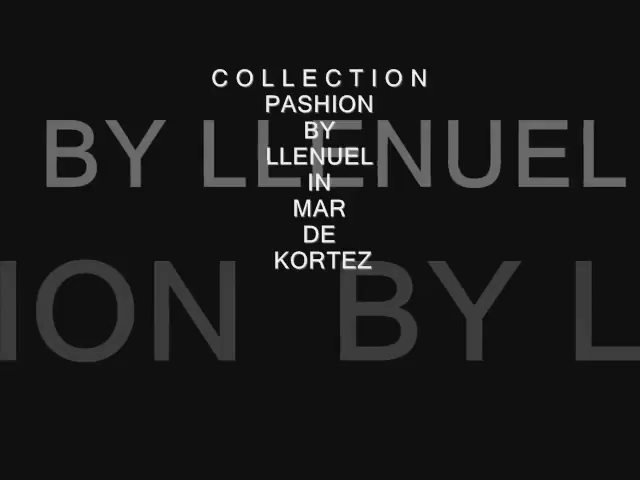 C O L L E C T I O N
PASHION
BY
BY LLENUEL
LLENUEL
IN
MAR
DE
KORTEZ
ION BY L